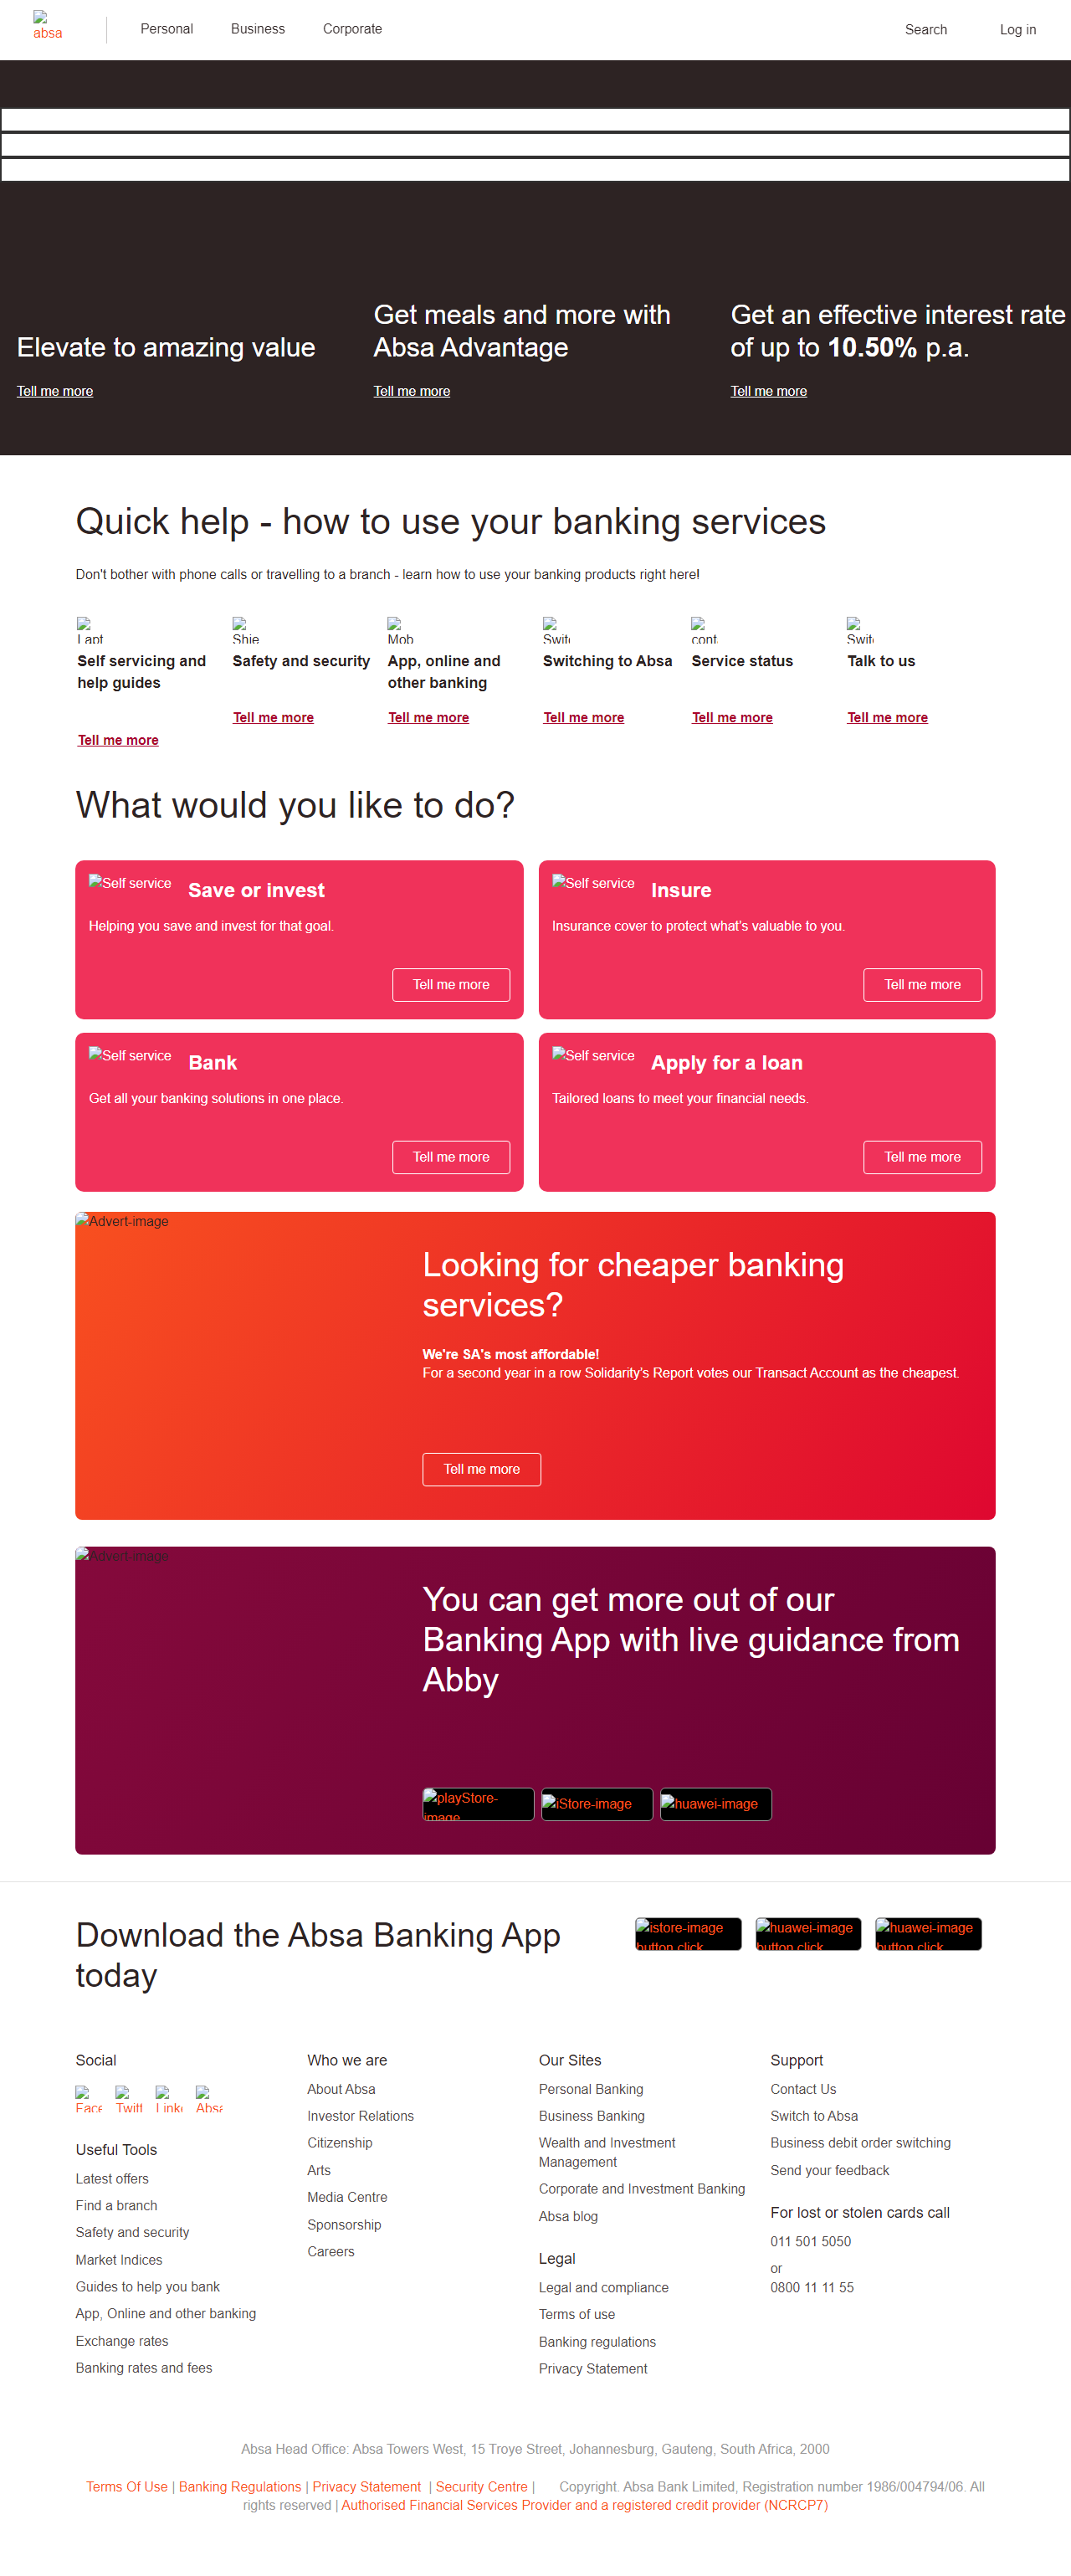 absa
Personal
Business
Corporate
Search
Log in
Elevate to amazing value
Tell me more
Get meals and more with
Absa Advantage
Tell me more
Get an effective interest rate
of up to 10.50% p.a.
Tell me more
Quick help - how to use your banking services
Don't bother with phone calls or travelling to a branch - learn how to use your banking products right here!
Lapt
Self servicing and
help guides
Tell me more
Shie
Safety and security
Tell me more
Mob
App, online and
other banking
Tell me more
Switc
Switching to Absa
Tell me more
cont
Service status
Tell me more
Switc
Talk to us
Tell me more
What would you like to do?
Self service
Save or invest
Helping you save and invest for that goal.
Tell me more
Self service
Insure
Insurance cover to protect what's valuable to you.
Tell me more
Self service
Bank
Get all your banking solutions in one place.
Tell me more
Self service
Apply for a loan
Tailored loans to meet your financial needs.
Tell me more
Advert-image
Looking for cheaper banking
services?
We're SA's most affordable!
For a second year in a row Solidarity's Report votes our Transact Account as the cheapest.
Tell me more
Advert-image
You can get more out of our
Banking App with live guidance from
Abby
playStore-
image
iStore-image
huawei-image
Download the Absa Banking App
today
istore-image
button click
huawei-image
button click
huawei-image
button click
Social
Face
Twitt
Linke
Absa
Useful Tools
Latest offers
Find a branch
Safety and security
Market Indices
Guides to help you bank
App, Online and other banking
Exchange rates
Banking rates and fees
Who we are
About Absa
Investor Relations
Citizenship
Arts
Media Centre
Sponsorship
Careers
Our Sites
Personal Banking
Business Banking
Wealth and Investment
Management
Corporate and Investment Banking
Absa blog
Legal
Legal and compliance
Terms of use
Banking regulations
Privacy Statement
Support
Contact Us
Switch to Absa
Business debit order switching
Send your feedback
For lost or stolen cards call
011 501 5050
or
0800 11 11 55
Absa Head Office: Absa Towers West, 15 Troye Street, Johannesburg, Gauteng, South Africa, 2000
Terms Of Use | Banking Regulations | Privacy Statement | Security Centre | Copyright. Absa Bank Limited, Registration number 1986/004794/06. All
rights reserved | Authorised Financial Services Provider and a registered credit provider (NCRCP7)